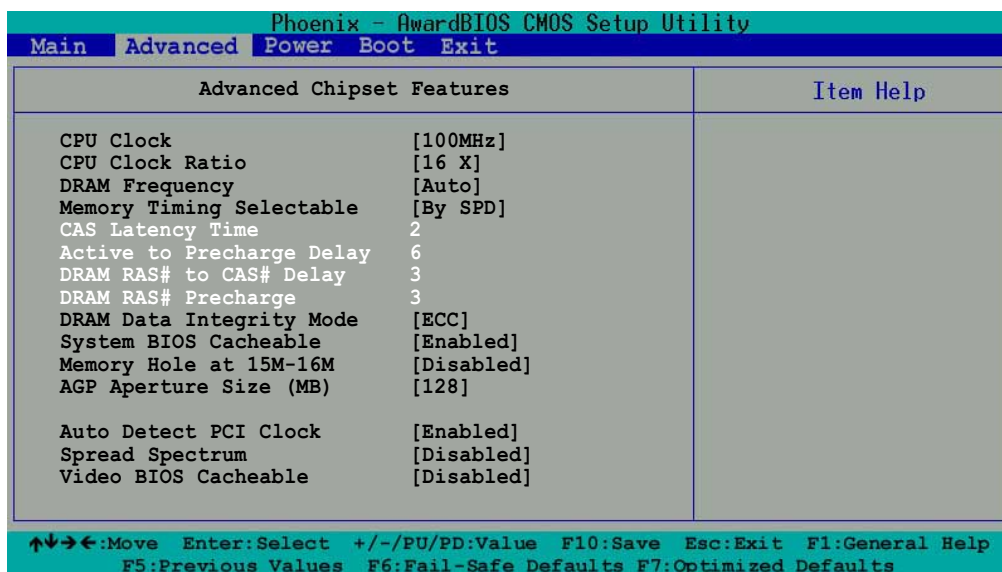 Phoenix - AwardBIOS CMOS Setup Utility
Main Advanced Power Boot Exit
Advanced Chipset Features
Item Help
CPU Clock [100MHz]
CPU Clock Ratio [16 X]
DRAM Frequency [Auto]
Memory Timing Selectable [By SPD]
CAS Latency Time 2
Active to Precharge Delay 6
DRAM RAS# to CAS# Delay 3
DRAM RAS# Precharge 3
DRAM Data Integrity Mode [ECC]
System BIOS Cacheable [Enabled]
Memory Hole at 15M-16M [Disabled]
AGP Aperture Size (MB) [128]
Auto Detect PCI Clock [Enabled]
Spread Spectrum [Disabled]
Video BIOS Cacheable [Disabled]
↑↓→←:Move Enter:Select +/-/PU/PD:Value F10:Save Esc:Exit F1:General Help
F5:Previous Values F6:Fail-Safe Defaults F7:Optimized Defaults